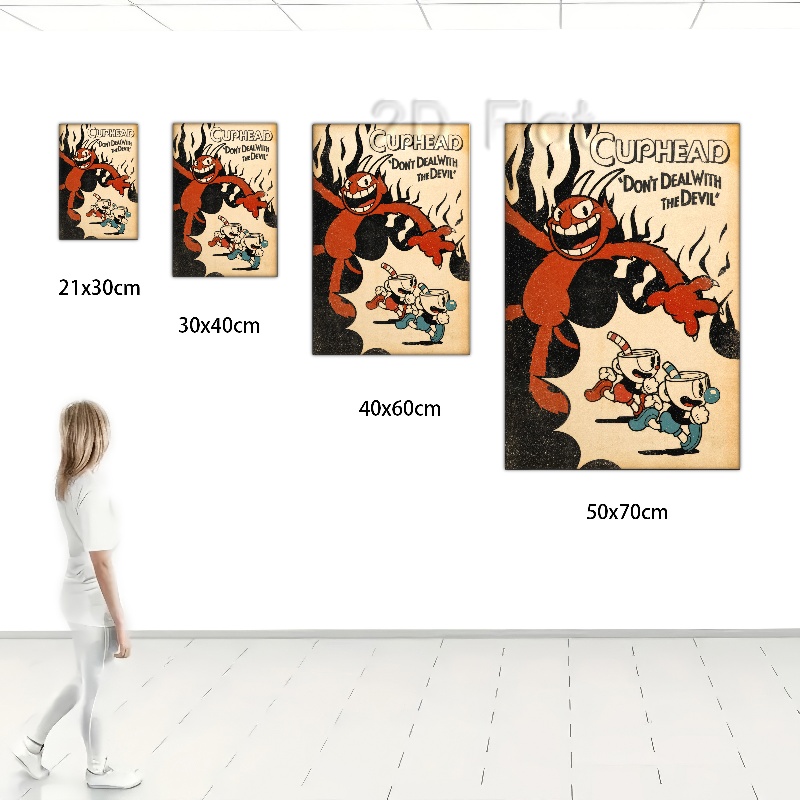 2D Flat
CUPHEAD
"DON'T DEAL WITH
THE DEVIL"
CUPHEAD
"DON'T DEAL WITH
THE DEVIL"
CUPHEAD
"DON'T DEAL WITH
THE DEVIL"
CUPHEAD
"DON'T DEAL WITH
THE DEVIL"
21x30cm
30x40cm
40x60cm
50x70cm